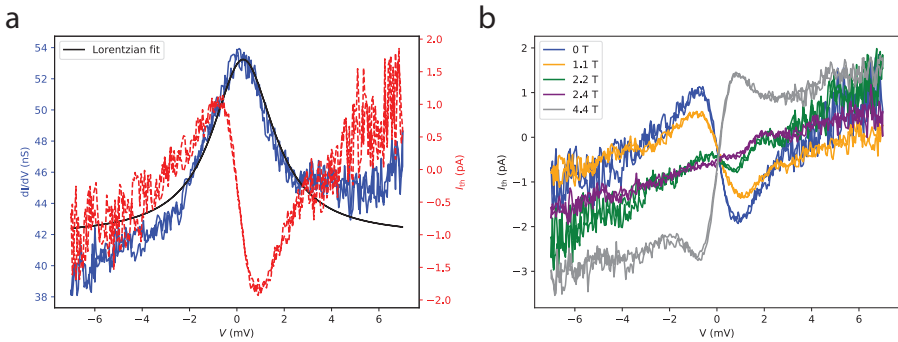 a
Lorentzian fit
54
52
50
48
46
44
42
40
38
dI/dV (nS)
2.0
1.5
1.0
0.5
0.0
−0.5
−1.0
−1.5
−2.0
Ith (pA)
−6 −4 −2 0 2 4 6
V (mV)
b
0 T
1.1 T
2.2 T
2.4 T
4.4 T
2
1
0
−1
−2
−3
Ith (pA)
−6 −4 −2 0 2 4 6
V (mV)